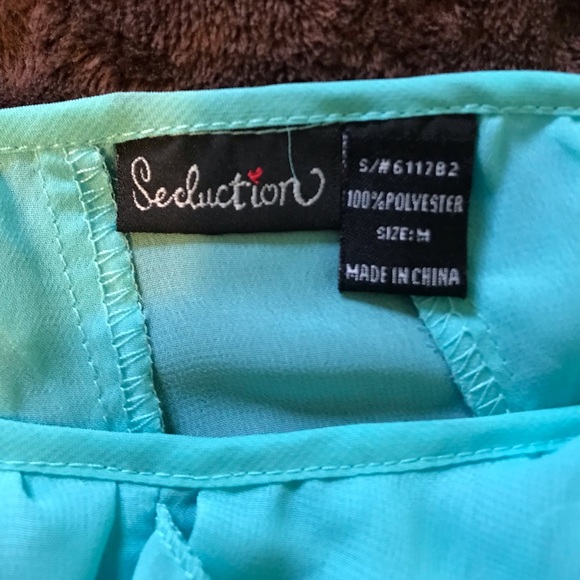 Seduction
S/#6117B2
100%POLYESTER
SIZE: M
MADE IN CHINA